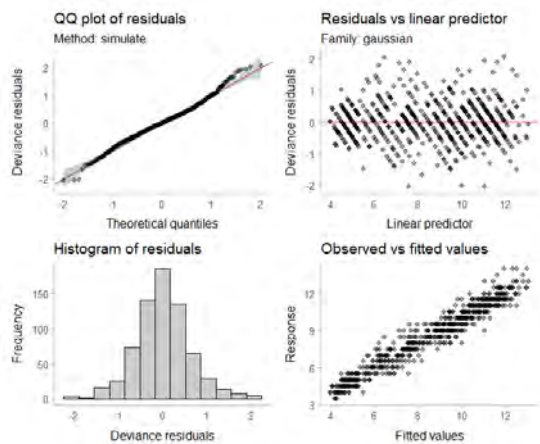 QQ plot of residuals
Method: simulate
Deviance residuals
2
1
0
-1
-2
-2
-1
0
1
2
Theoretical quantiles
Residuals vs linear predictor
Family: gaussian
Deviance residuals
2
1
0
-1
-2
4
6
8
10
12
Linear predictor
Histogram of residuals
Frequency
150
100
50
0
-2
-1
0
1
2
Deviance residuals
Observed vs fitted values
Response
12
9
6
3
4
6
8
10
12
Fitted values